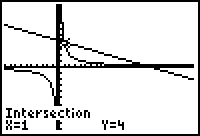 Intersection
X=1 Y=4